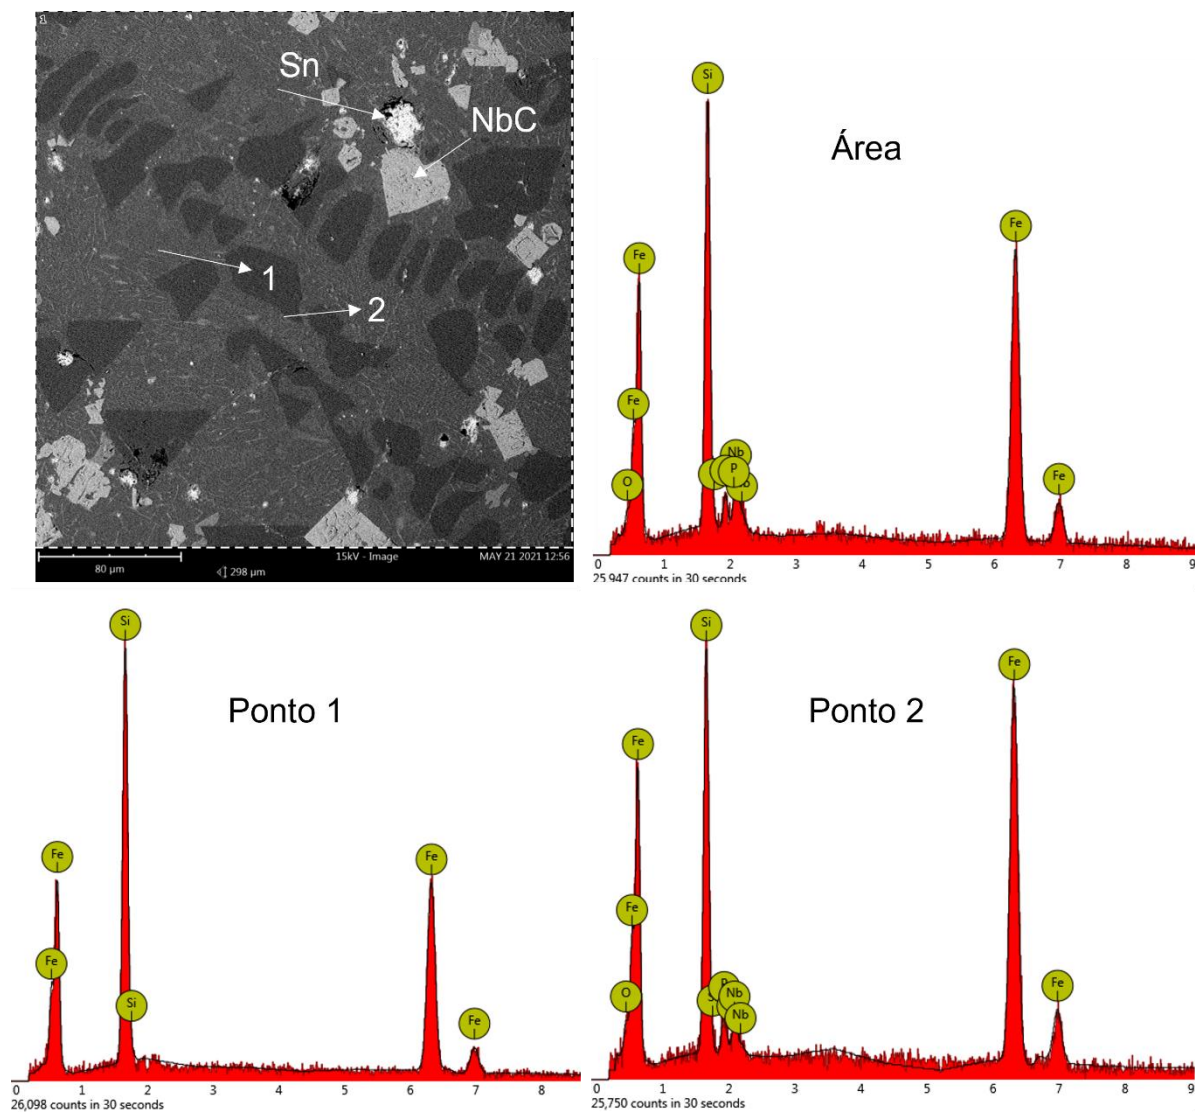 1
Sn
NbC
1
2
80 µm
298 µm
15kV - Image
MAY 21 2021 12:56
Área
Si
Fe
Fe
Fe
Nb
P
O
Fe
0 1 2 3 4 5 6 7 8 9
25,947 counts in 30 seconds
Ponto 1
Si
Fe
Fe
Fe
Si
Fe
0 1 2 3 4 5 6 7 8
26,098 counts in 30 seconds
Ponto 2
Si
Fe
Fe
Fe
O
Nb
Nb
Fe
0 1 2 3 4 5 6 7 8 9
25,750 counts in 30 seconds